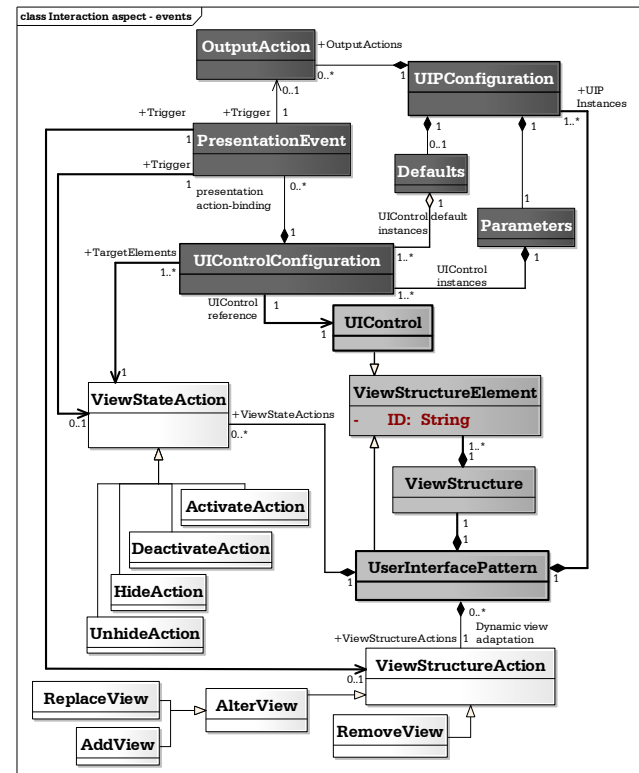 class Interaction aspect - events
OutputAction
+OutputActions
0..*
1
UIPConfiguration
+UIP
Instances
1..*
0..1
+Trigger
+Trigger
1
1
PresentationEvent
+Trigger
1
1
0..1
Defaults
1
1
presentation
action-binding
0..*
1
UIControl default
instances
1..*
Parameters
1
UIControlConfiguration
+TargetElements
1..*
UIControl
instances
1..*
UIControl
reference
1
1
UIControl
1
ViewStateAction
0..1
+ViewStateActions
0..*
ViewStructureElement
- ID: String
1..*
1
ViewStructure
1
1
ActivateAction
DeactivateAction
HideAction
UnhideAction
UserInterfacePattern
1
1
0..*
Dynamic view
adaptation
1
+ViewStructureActions
0..1
ViewStructureAction
ReplaceView
AlterView
AddView
RemoveView